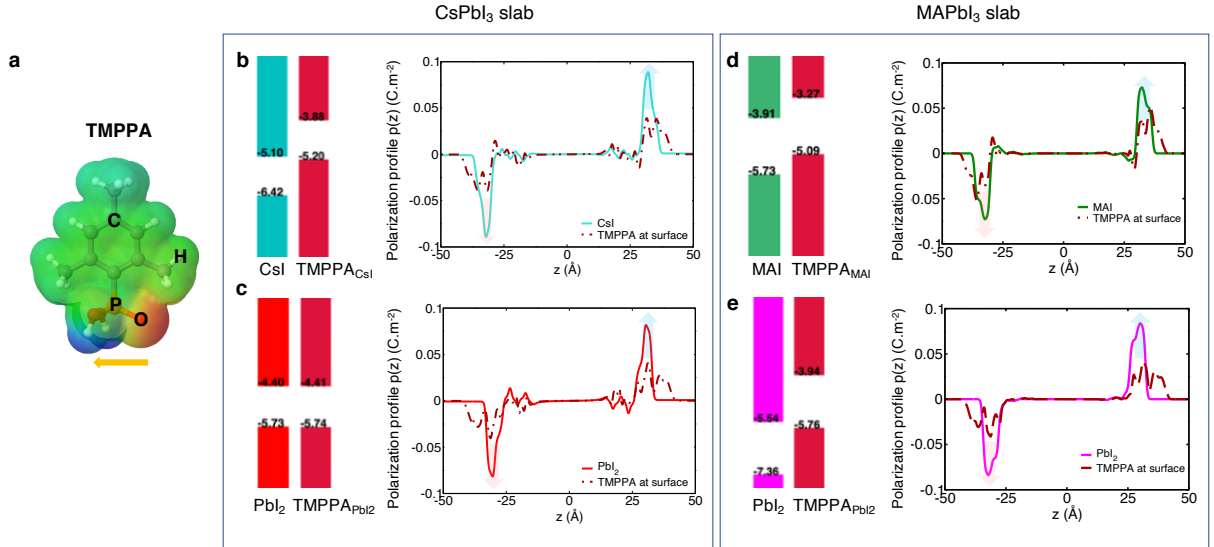 CsPbI₃ slab
MAPbI₃ slab
a
TMPPA
C
H
P
O
b
-3.88
-5.10
-5.20
-6.42
CsI
TMPPA_CsI
Polarization profile p(z) (C.m⁻²)
0.1
0.05
0
-0.05
-0.1
-50
-25
0
25
50
z (Å)
CsI
TMPPA at surface
c
-4.40
-4.41
-5.73
-5.74
PbI₂
TMPPA_PbI2
Polarization profile p(z) (C.m⁻²)
0.1
0.05
0
-0.05
-0.1
-50
-25
0
25
50
z (Å)
PbI₂
TMPPA at surface
d
-3.27
-3.91
-5.09
-5.73
MAI
TMPPA_MAI
Polarization profile p(z) (C.m⁻²)
0.1
0.05
0
-0.05
-0.1
-50
-25
0
25
50
z (Å)
MAI
TMPPA at surface
e
-3.94
-5.54
-5.76
-7.36
PbI₂
TMPPA_PbI2
Polarization profile p(z) (C.m⁻²)
0.1
0.05
0
-0.05
-0.1
-50
-25
0
25
50
z (Å)
PbI₂
TMPPA at surface